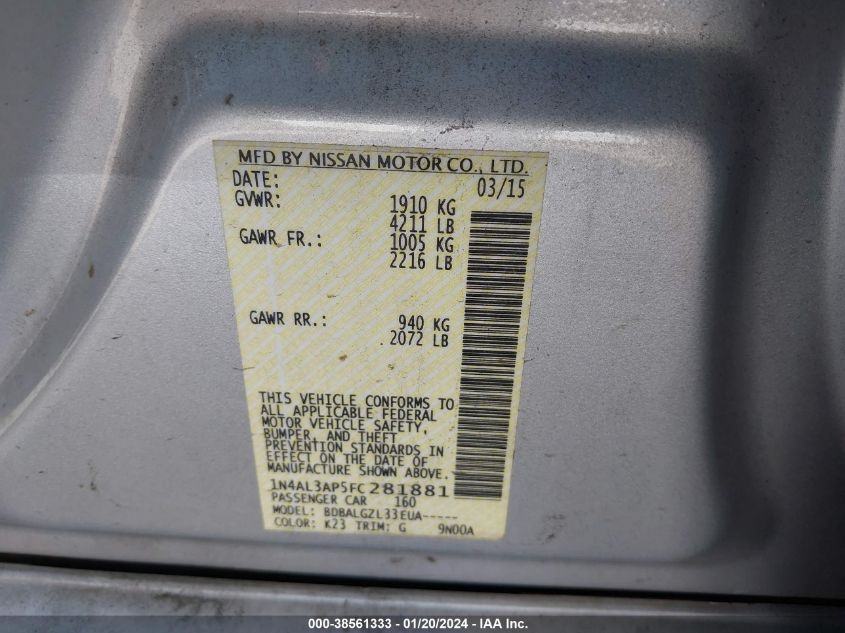 MFD BY NISSAN MOTOR CO., LTD.
DATE: 03/15
GVWR: 1910 KG
4211 LB
GAWR FR.: 1005 KG
2216 LB
GAWR RR.: 940 KG
2072 LB
THIS VEHICLE CONFORMS TO
ALL APPLICABLE FEDERAL
MOTOR VEHICLE SAFETY,
BUMPER, AND THEFT
PREVENTION STANDARDS IN
EFFECT ON THE DATE OF
MANUFACTURE SHOWN ABOVE.
1N4AL3AP5FC281881
PASSENGER CAR 160
MODEL: BDBALGZL33EUA-----
COLOR: K23 TRIM: G 9N00A
000-38561333 - 01/20/2024 - IAA Inc.